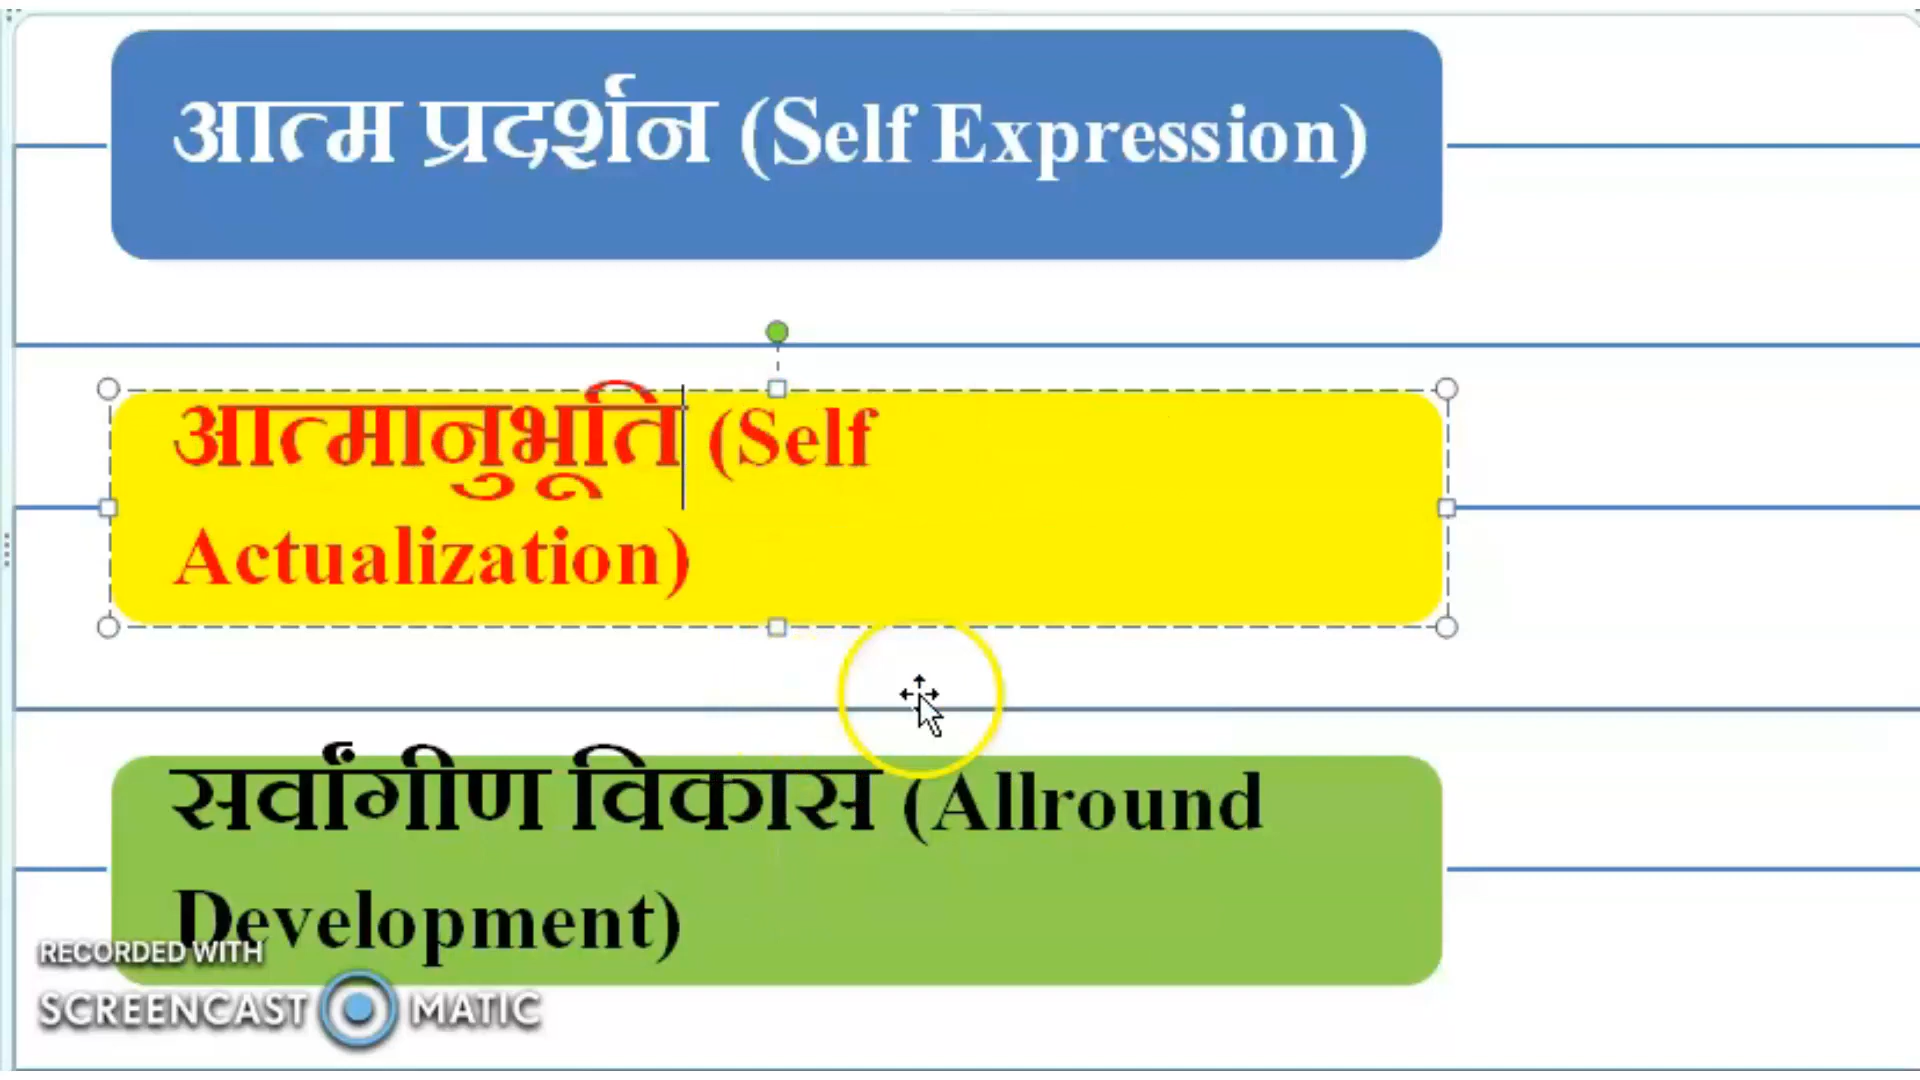 आत्म प्रदर्शन (Self Expression)
आत्मानुभूति (Self
Actualization)
सर्वांगीण विकास (Allround
Development)
RECORDED WITH
SCREENCAST MATIC